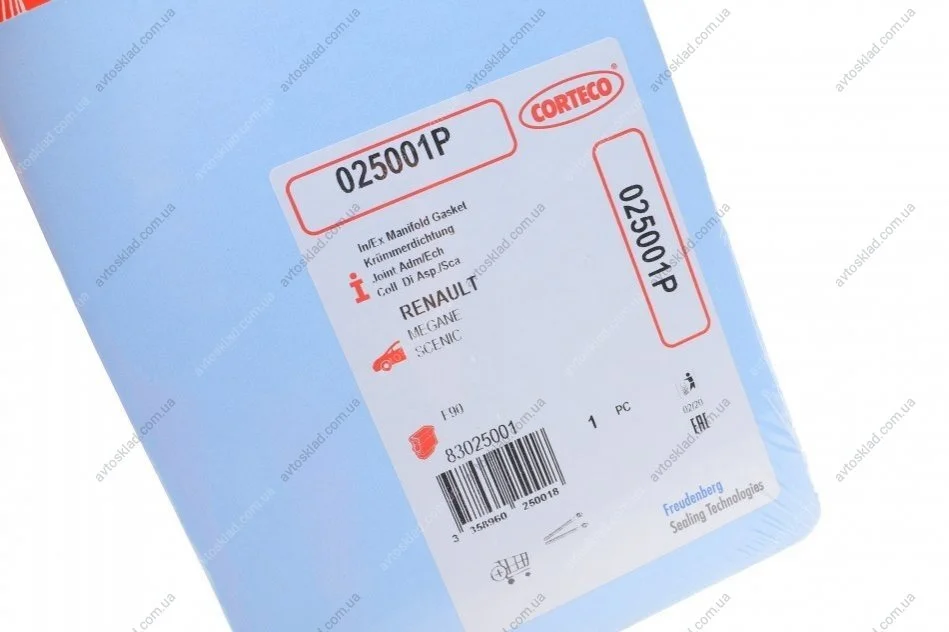 CORTECO
025001P
025001P
In/Ex Manifold Gasket
Krümmerdichtung
Joint Adm/Ech
Coll Di Asp./Sca
RENAULT
MEGANE
SCENIC
83025001
1 PC
02/20
EAC
3 358960 250018
Freudenberg
Sealing Technologies
avtosklad.com.ua